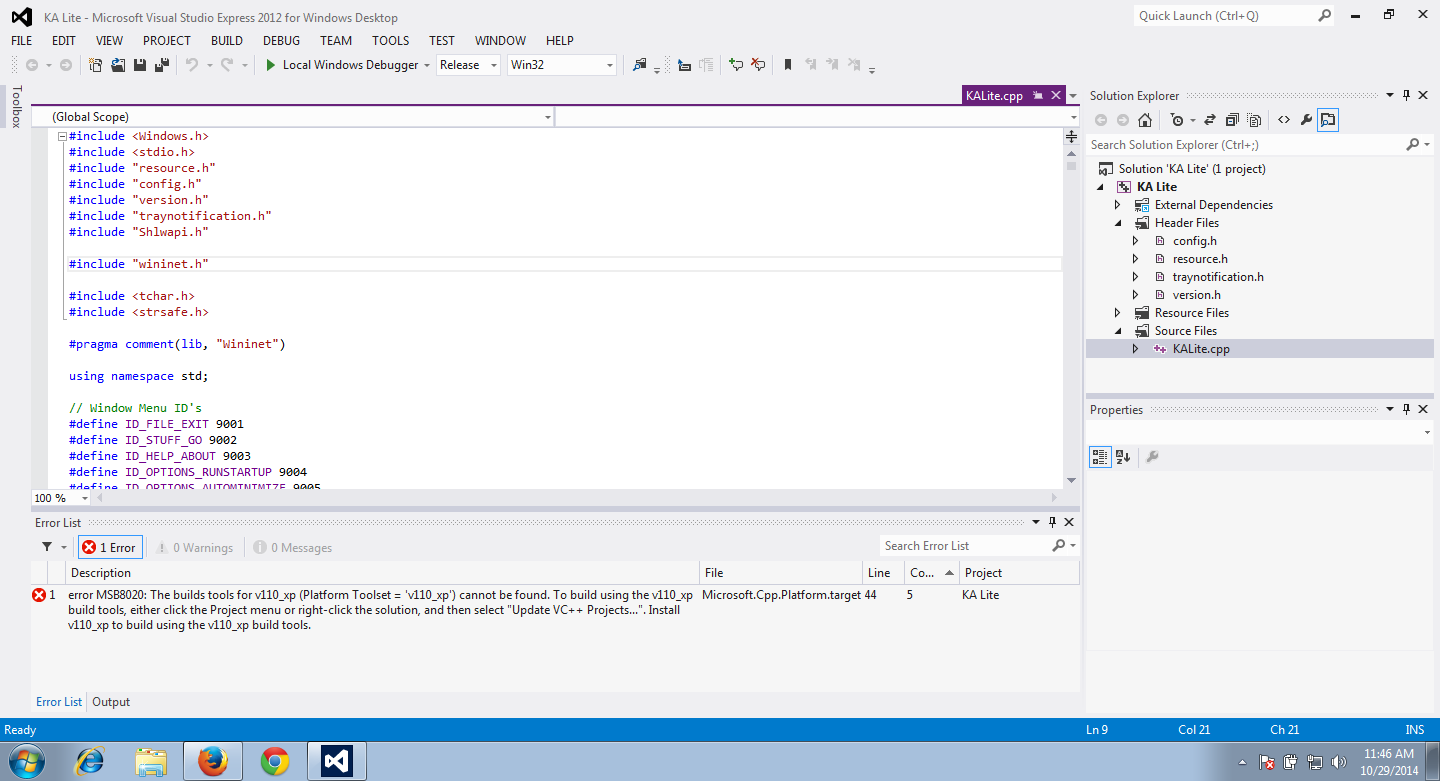 KA Lite - Microsoft Visual Studio Express 2012 for Windows Desktop
Quick Launch (Ctrl+Q)
FILE EDIT VIEW PROJECT BUILD DEBUG TEAM TOOLS TEST WINDOW HELP
Local Windows Debugger Release Win32
Toolbox
KALite.cpp
(Global Scope)
#include <Windows.h>
#include <stdio.h>
#include "resource.h"
#include "config.h"
#include "version.h"
#include "traynotification.h"
#include "Shlwapi.h"
#include "wininet.h"
#include <tchar.h>
#include <strsafe.h>
#pragma comment(lib, "Wininet")
using namespace std;
// Window Menu ID's
#define ID_FILE_EXIT 9001
#define ID_STUFF_GO 9002
#define ID_HELP_ABOUT 9003
#define ID_OPTIONS_RUNSTARTUP 9004
#define ID_OPTIONS_AUTOMINIMIZE 9005
100 %
Solution Explorer
Search Solution Explorer (Ctrl+;)
Solution 'KA Lite' (1 project)
KA Lite
External Dependencies
Header Files
config.h
resource.h
traynotification.h
version.h
Resource Files
Source Files
KALite.cpp
Properties
Error List
1 Error 0 Warnings 0 Messages
Search Error List
Description File Line Co... Project
1 error MSB8020: The builds tools for v110_xp (Platform Toolset = 'v110_xp') cannot be found. To build using the v110_xp Microsoft.Cpp.Platform.target 44 5 KA Lite
build tools, either click the Project menu or right-click the solution, and then select "Update VC++ Projects...". Install
v110_xp to build using the v110_xp build tools.
Error List Output
Ready Ln 9 Col 21 Ch 21 INS
11:46 AM
10/29/2014